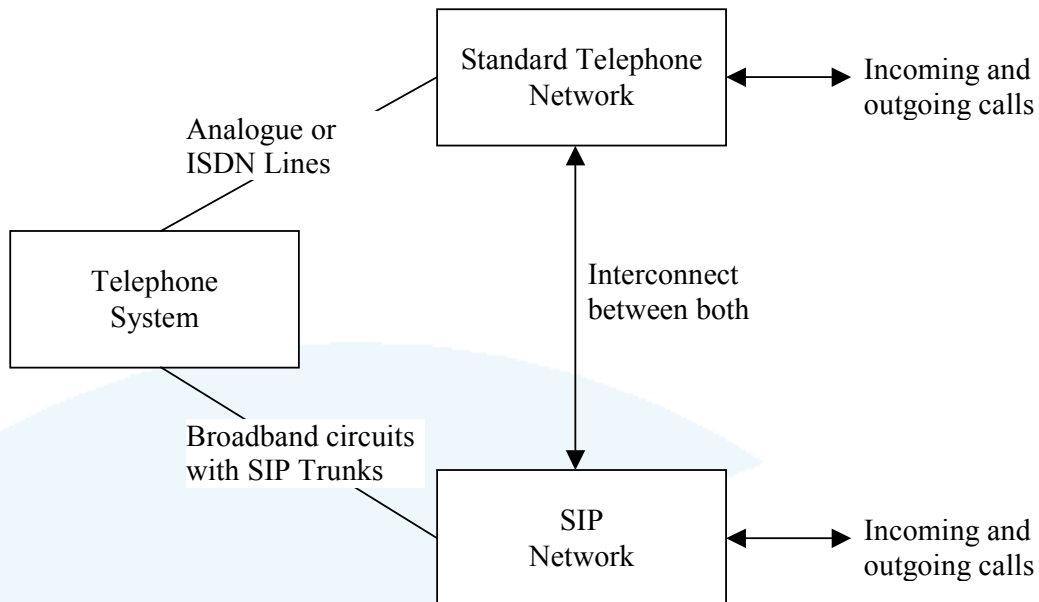 Standard Telephone
Network
Incoming and
outgoing calls
Analogue or
ISDN Lines
Telephone
System
Interconnect
between both
Broadband circuits
with SIP Trunks
SIP
Network
Incoming and
outgoing calls